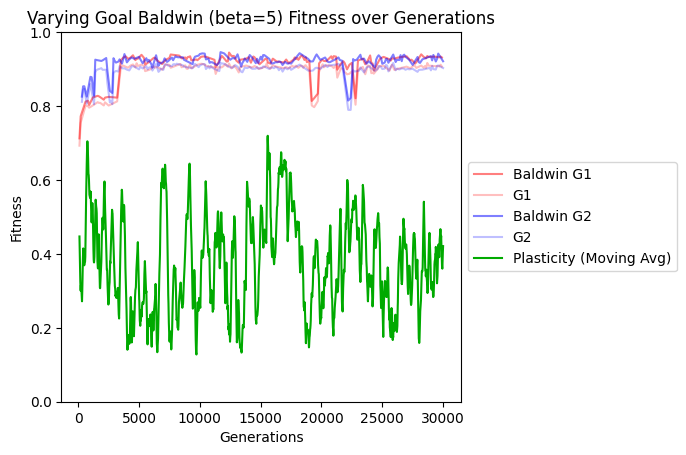 Varying Goal Baldwin (beta=5) Fitness over Generations
1.0
0.8
0.6
0.4
0.2
0.0
Fitness
0
5000
10000
15000
20000
25000
30000
Generations
Baldwin G1
G1
Baldwin G2
G2
Plasticity (Moving Avg)